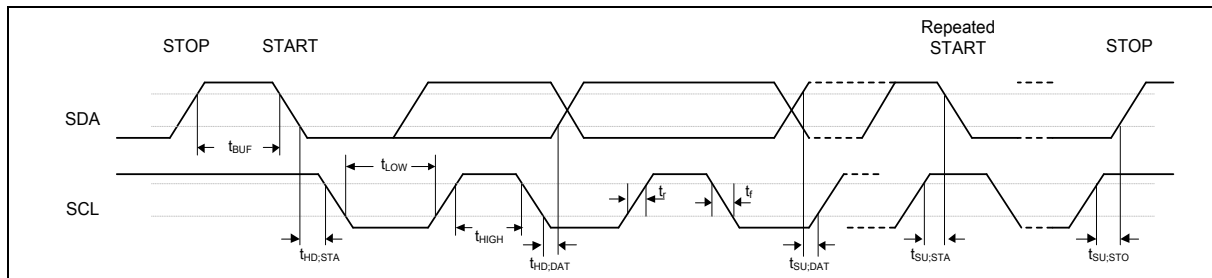 Repeated
STOP START START STOP
SDA
tBUF
tLOW
SCL
tr tf
tHIGH
tHD;STA tHD;DAT tSU;DAT tSU;STA tSU;STO